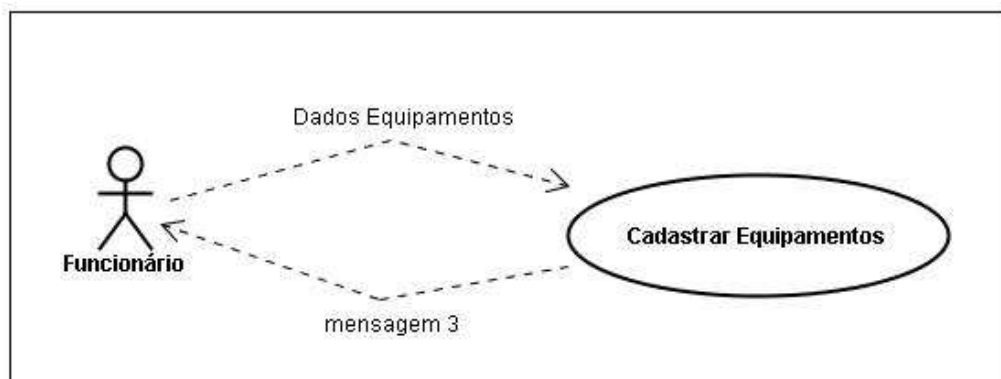 Dados Equipamentos
Cadastrar Equipamentos
Funcionário
mensagem 3